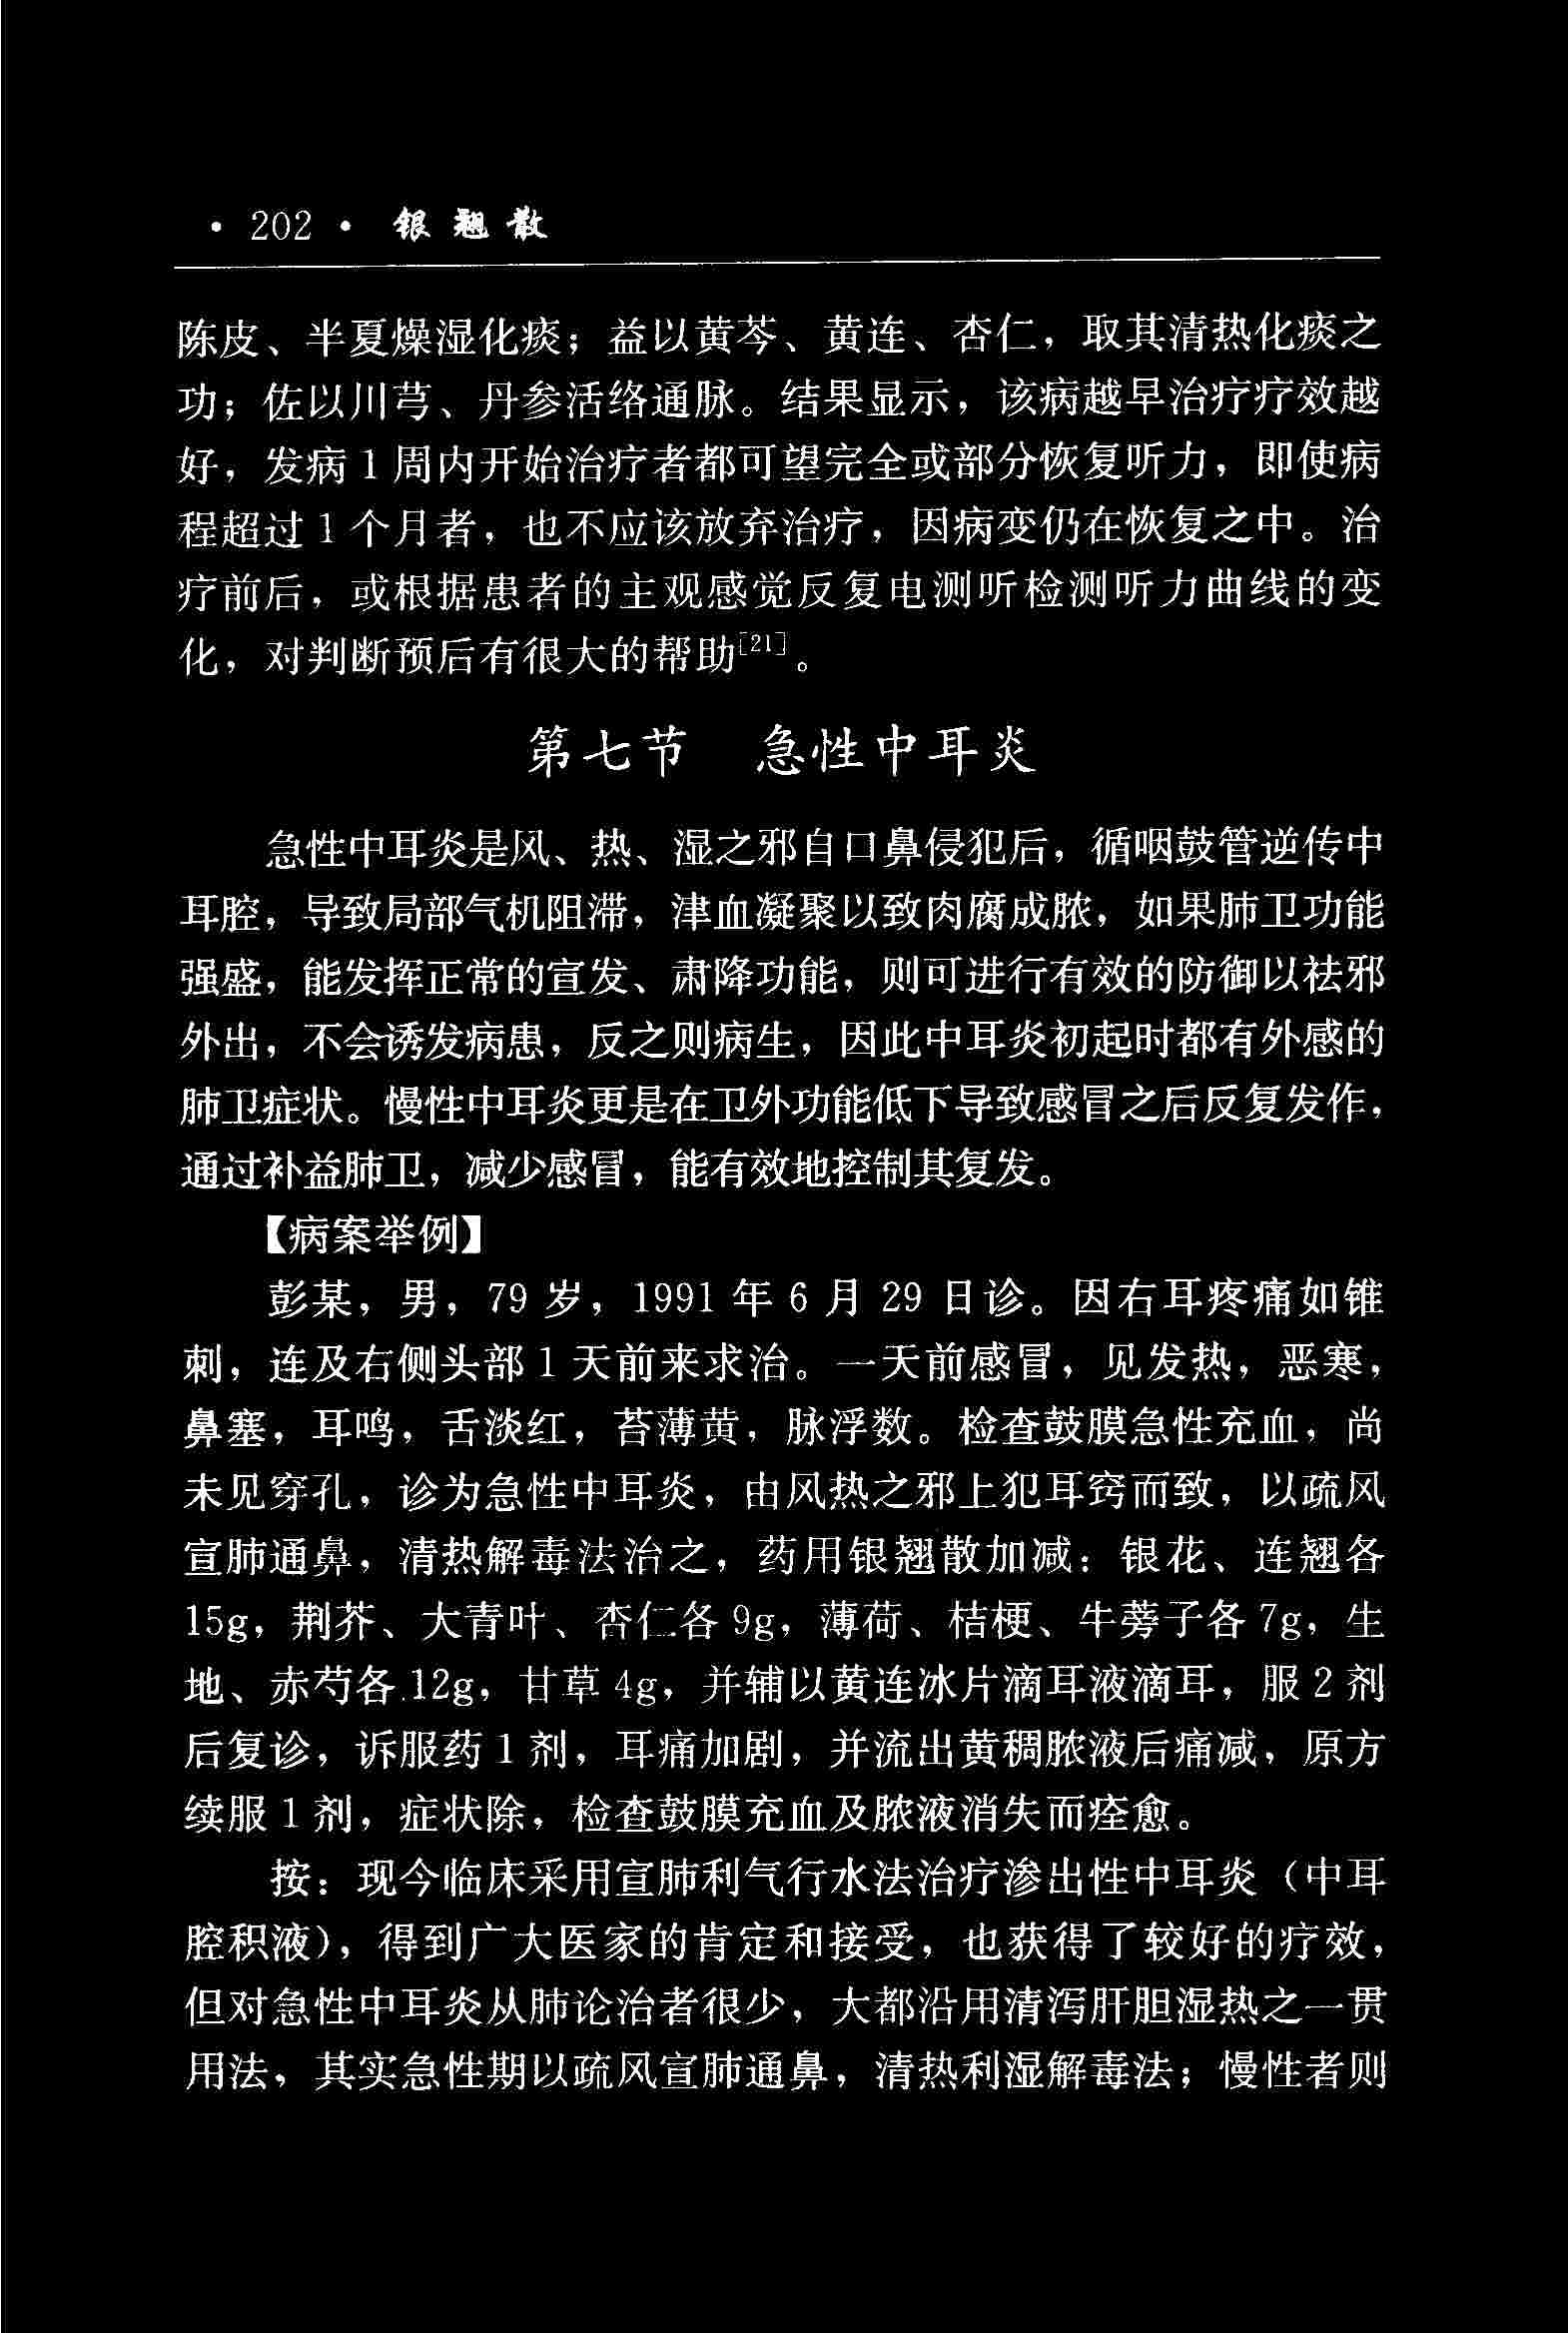 · 202 · 银翘散
陈皮、半夏燥湿化痰；益以黄芩、黄连、杏仁，取其清热化痰之
功；佐以川芎、丹参活络通脉。结果显示，该病越早治疗疗效越
好，发病1周内开始治疗者都可望完全或部分恢复听力，即使病
程超过1个月者，也不应该放弃治疗，因病变仍在恢复之中。治
疗前后，或根据患者的主观感觉反复电测听检测听力曲线的变
化，对判断预后有很大的帮助[21]。
第七节 急性中耳炎
急性中耳炎是风、热、湿之邪自口鼻侵犯后，循咽鼓管逆传中
耳腔，导致局部气机阻滞，津血凝聚以致肉腐成脓，如果肺卫功能
强盛，能发挥正常的宣发、肃降功能，则可进行有效的防御以祛邪
外出，不会诱发病患，反之则病生，因此中耳炎初起时都有外感的
肺卫症状。慢性中耳炎更是在卫外功能低下导致感冒之后反复发作，
通过补益肺卫，减少感冒，能有效地控制其复发。
【病案举例】
彭某，男，79岁，1991年6月29日诊。因右耳疼痛如锥
刺，连及右侧头部1天前来求治。一天前感冒，见发热，恶寒，
鼻塞，耳鸣，舌淡红，苔薄黄，脉浮数。检查鼓膜急性充血，尚
未见穿孔，诊为急性中耳炎，由风热之邪上犯耳窍而致，以疏风
宣肺通鼻，清热解毒法治之，药用银翘散加减：银花、连翘各
15g，荆芥、大青叶、杏仁各9g，薄荷、桔梗、牛蒡子各7g，生
地、赤芍各12g，甘草4g，并辅以黄连冰片滴耳液滴耳，服2剂
后复诊，诉服药1剂，耳痛加剧，并流出黄稠脓液后痛减，原方
续服1剂，症状除，检查鼓膜充血及脓液消失而痊愈。
按：现今临床采用宣肺利气行水法治疗渗出性中耳炎（中耳
腔积液），得到广大医家的肯定和接受，也获得了较好的疗效，
但对急性中耳炎从肺论治者很少，大都沿用清泻肝胆湿热之一贯
用法，其实急性期以疏风宣肺通鼻，清热利湿解毒法；慢性者则